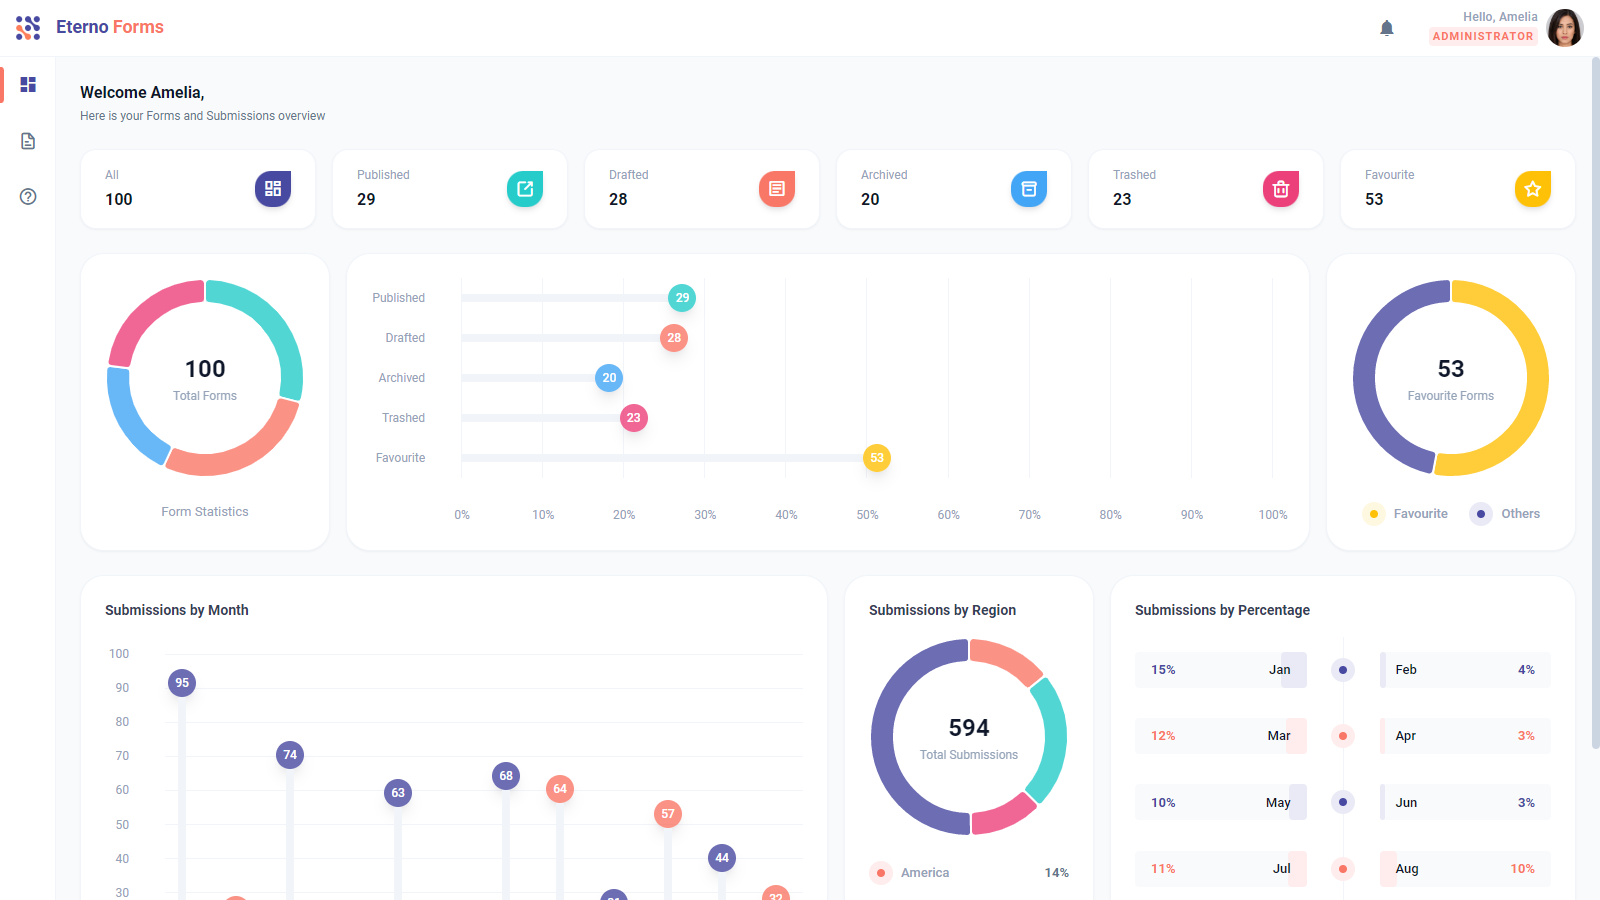 Eterno Forms
Hello, Amelia
ADMINISTRATOR
Welcome Amelia,
Here is your Forms and Submissions overview
All
100
Published
29
Drafted
28
Archived
20
Trashed
23
Favourite
53
100
Total Forms
Form Statistics
Published
29
Drafted
28
Archived
20
Trashed
23
Favourite
53
0% 10% 20% 30% 40% 50% 60% 70% 80% 90% 100%
53
Favourite Forms
Favourite Others
Submissions by Month
100
90
80
70
60
50
40
30
95
74
63
68
64
57
44
Submissions by Region
594
Total Submissions
America 14%
Submissions by Percentage
15% Jan Feb 4%
12% Mar Apr 3%
10% May Jun 3%
11% Jul Aug 10%